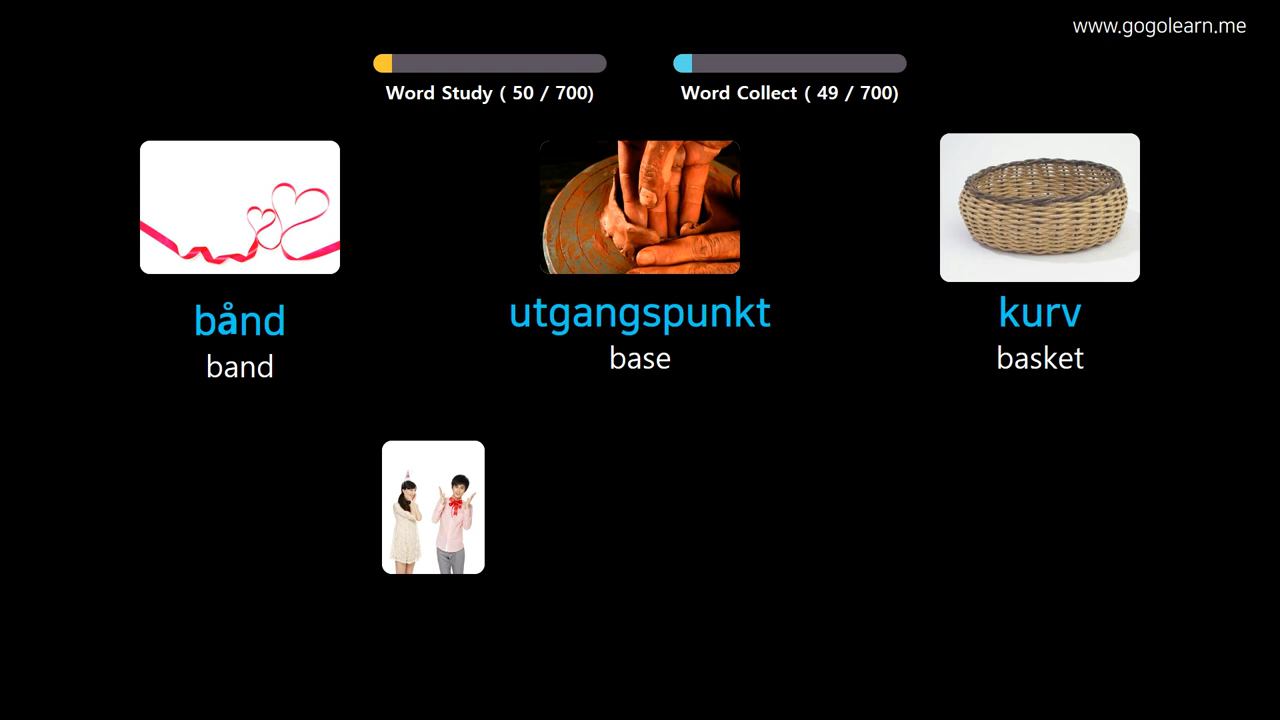 www.gogolearn.me
Word Study ( 50 / 700)
Word Collect ( 49 / 700)
bånd
band
utgangspunkt
base
kurv
basket